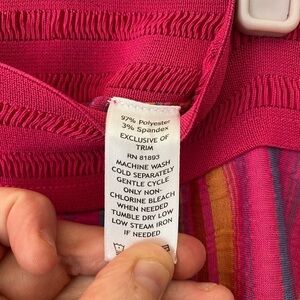 97% Polyester
3% Spandex
EXCLUSIVE OF
TRIM
RN 81893
MACHINE WASH
COLD SEPARATELY
GENTLE CYCLE
ONLY NON-
CHLORINE BLEACH
WHEN NEEDED
TUMBLE DRY LOW
LOW STEAM IRON
IF NEEDED